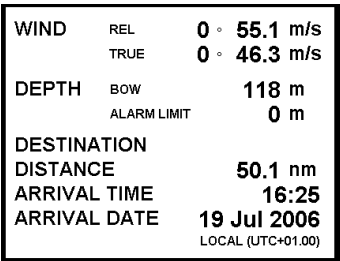 WIND REL 0 ° 55.1 m/s
TRUE 0 ° 46.3 m/s
DEPTH BOW 118 m
ALARM LIMIT 0 m
DESTINATION
DISTANCE 50.1 nm
ARRIVAL TIME 16:25
ARRIVAL DATE 19 Jul 2006
LOCAL (UTC+01.00)